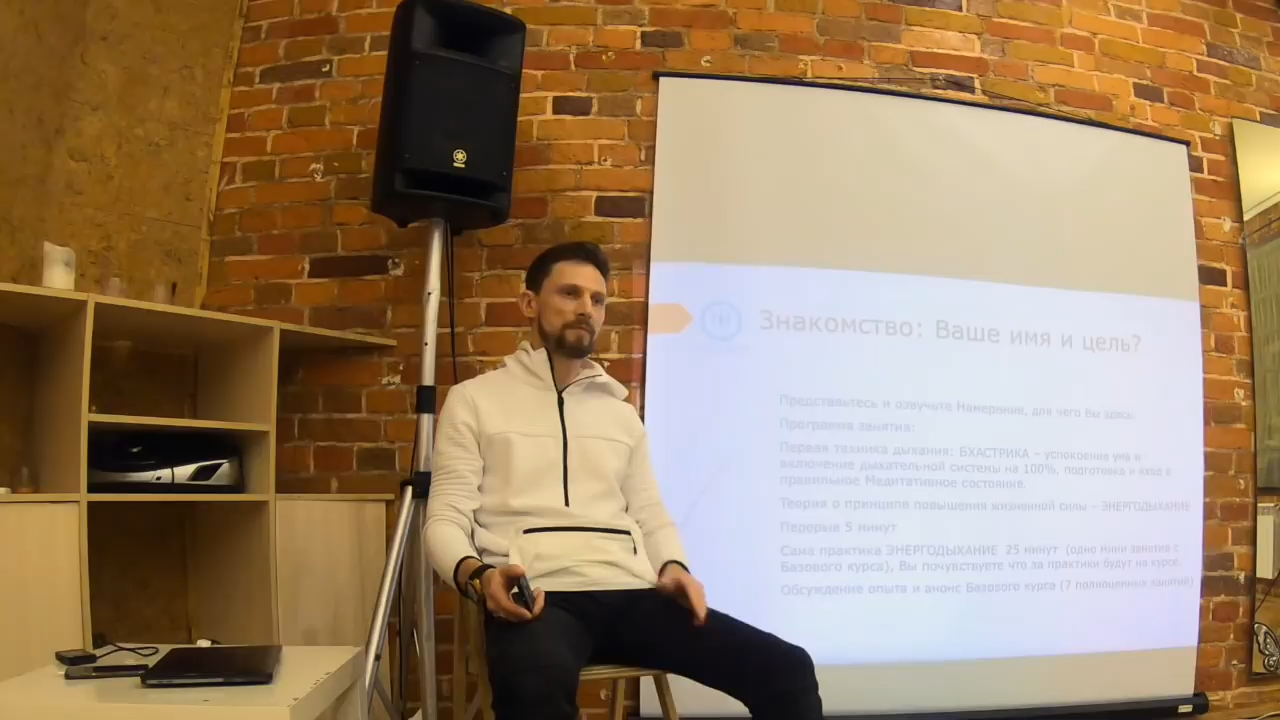 Знакомство: Ваше имя и цель?
Представьтесь и озвучьте Намерение, для чего Вы здесь.
Программа занятия:
Первая техника дыхания: БХАСТРИКА – успокоение ума и
включение дыхательной системы на 100%, подготовка и вход в
правильное Медитативное состояние.
Теория о принципе повышения жизненной силы – ЭНЕРГОДЫХАНИЕ
Перерыв 5 минут
Сама практика ЭНЕРГОДЫХАНИЕ 25 минут (одно мини занятие с
Базового курса), Вы почувствуете что за практики будут на курсе.
Обсуждение опыта и анонс Базового курса (7 полноценных занятий)